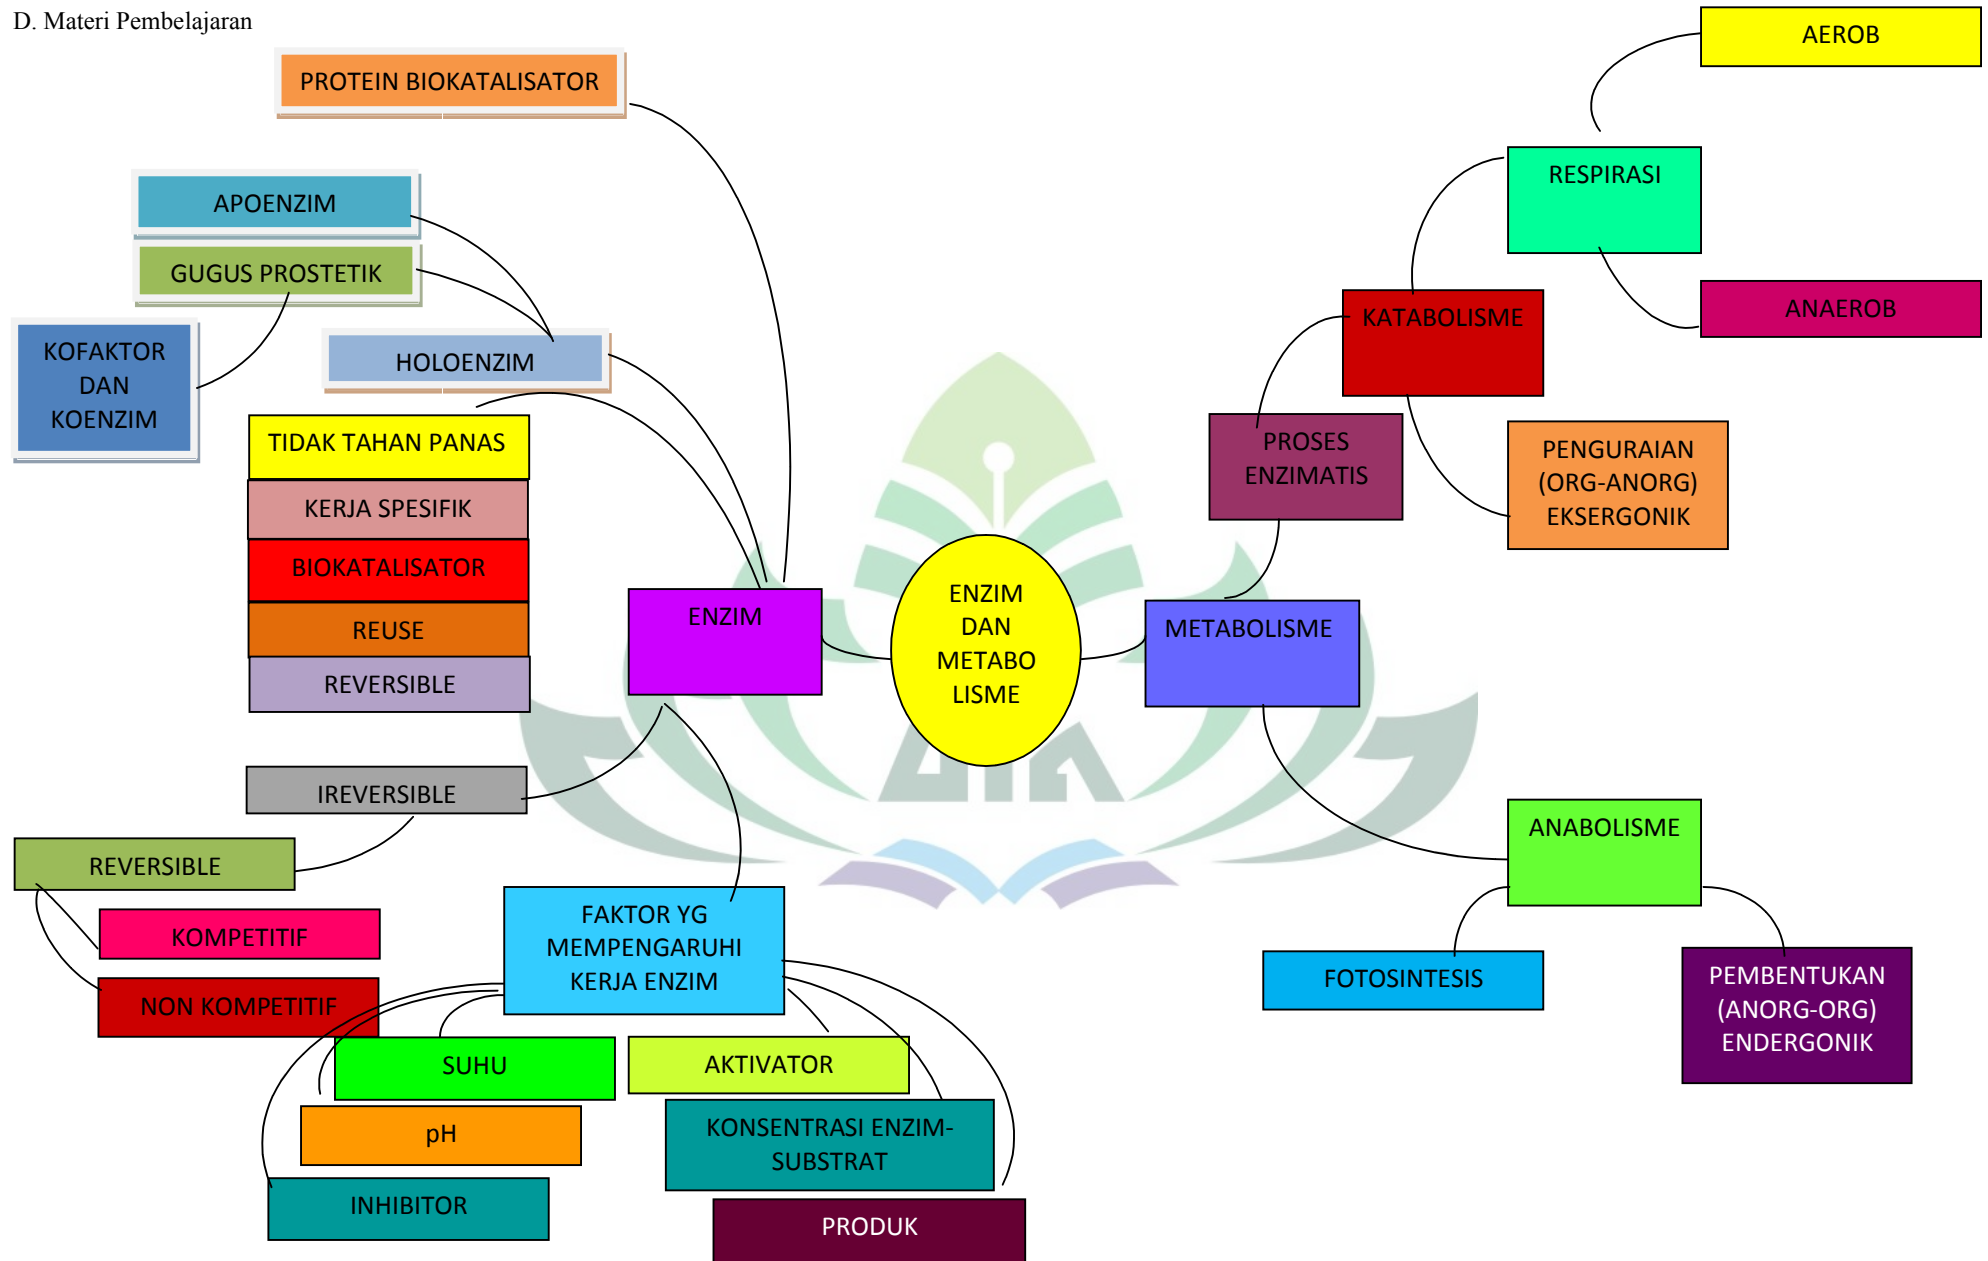 D. Materi Pembelajaran
PROTEIN BIOKATALISATOR
APOENZIM
GUGUS PROSTETIK
KOFAKTOR
DAN
KOENZIM
HOLOENZIM
TIDAK TAHAN PANAS
KERJA SPESIFIK
BIOKATALISATOR
REUSE
REVERSIBLE
ENZIM
IREVERSIBLE
REVERSIBLE
KOMPETITIF
NON KOMPETITIF
FAKTOR YG
MEMPENGARUHI
KERJA ENZIM
SUHU
pH
INHIBITOR
AKTIVATOR
KONSENTRASI ENZIM-
SUBSTRAT
PRODUK
ENZIM
DAN
METABO
LISME
METABOLISME
PROSES
ENZIMATIS
KATABOLISME
RESPIRASI
AEROB
ANAEROB
PENGURAIAN
(ORG-ANORG)
EKSERGONIK
ANABOLISME
FOTOSINTESIS
PEMBENTUKAN
(ANORG-ORG)
ENDERGONIK